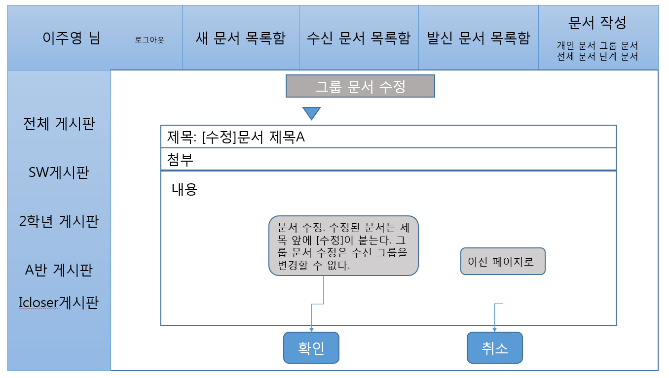 이주영 님
로그아웃
새 문서 목록함
수신 문서 목록함
발신 문서 목록함
문서 작성
개인 문서 그룹 문서
전체 문서 단계 문서
전체 게시판
SW게시판
2학년 게시판
A반 게시판
Icloser게시판
그룹 문서 수정
제목: [수정]문서 제목A
첨부
내용
문서 수정. 수정된 문서는 제
목 앞에 [수정]이 붙는다. 그
룹 문서 수정은 수신 그룹을
변경할 수 없다.
이전 페이지로
확인
취소